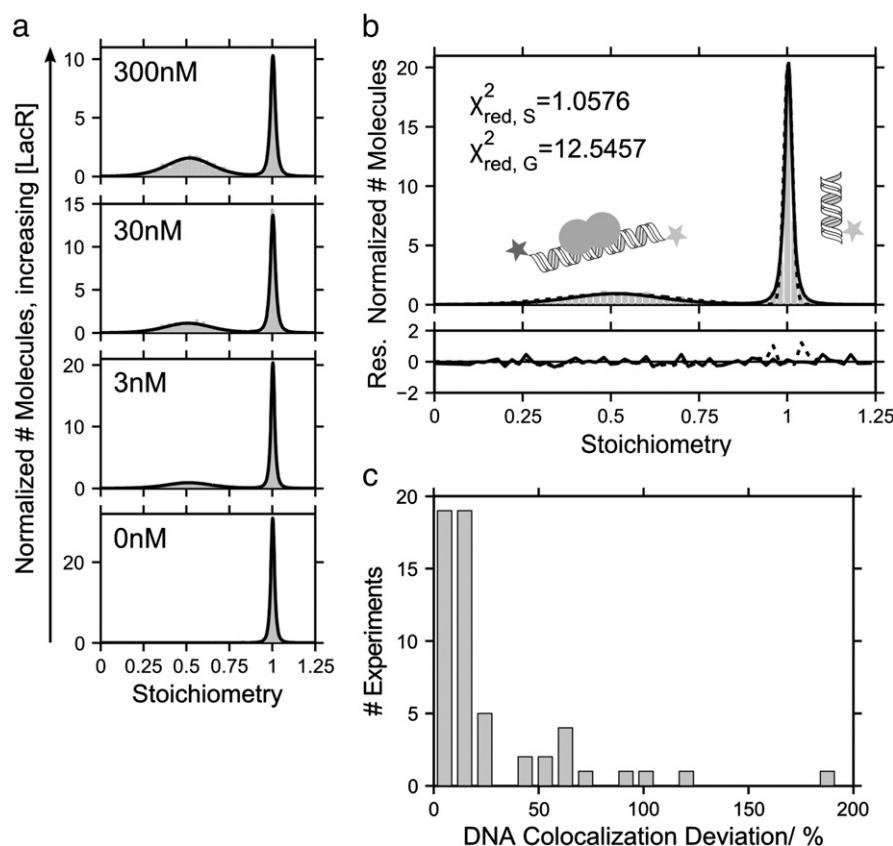 a
Normalized # Molecules, increasing [LacR]
300nM
10
5
0
30nM
15
10
5
0
3nM
20
10
0
0nM
20
0
0 0.25 0.5 0.75 1 1.25
Stoichiometry
b
Normalized # Molecules
20
15
10
5
0
χ²red, S=1.0576
χ²red, G=12.5457
Res.
2
0
−2
0 0.25 0.5 0.75 1 1.25
Stoichiometry
c
# Experiments
20
15
10
5
0
0 50 100 150 200
DNA Colocalization Deviation/ %